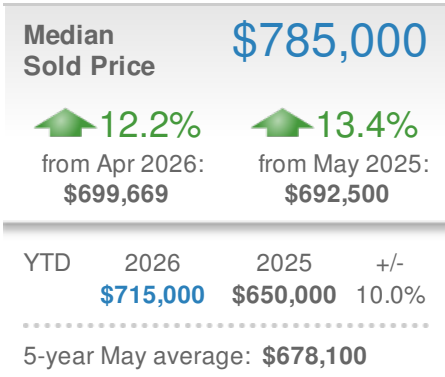 Median
Sold Price
$785,000
12.2%
from Apr 2026:
$699,669
13.4%
from May 2025:
$692,500
YTD 2026 2025 +/-
$715,000 $650,000 10.0%
5-year May average: $678,100